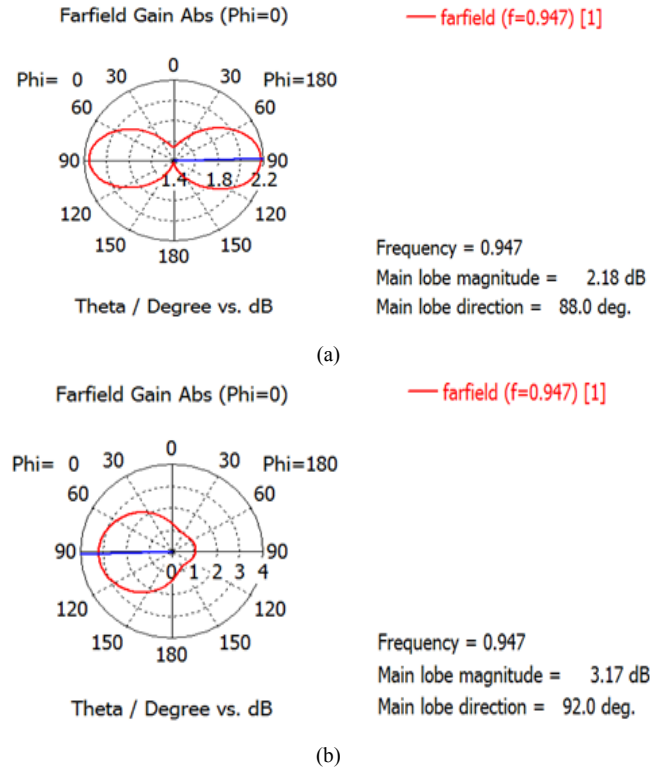 Farfield Gain Abs (Phi=0)
farfield (f=0.947) [1]
0
Phi= 0 30 30 Phi=180
60 60
90 90
1.4 1.8 2.2
120 120
150 150
180
Frequency = 0.947
Main lobe magnitude = 2.18 dB
Main lobe direction = 88.0 deg.
Theta / Degree vs. dB
(a)
Farfield Gain Abs (Phi=0)
farfield (f=0.947) [1]
0
Phi= 0 30 30 Phi=180
60 60
90 90
0 1 2 3 4
120 120
150 150
180
Frequency = 0.947
Main lobe magnitude = 3.17 dB
Main lobe direction = 92.0 deg.
Theta / Degree vs. dB
(b)